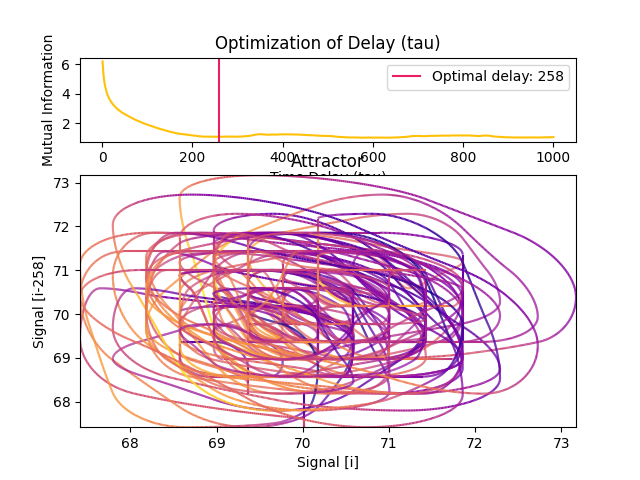 Optimization of Delay (tau)
Mutual Information
6
4
2
Optimal delay: 258
0 200 400 600 800 1000
Time Delay (tau)
Attractor
Signal [i-258]
73
72
71
70
69
68
68 69 70 71 72 73
Signal [i]